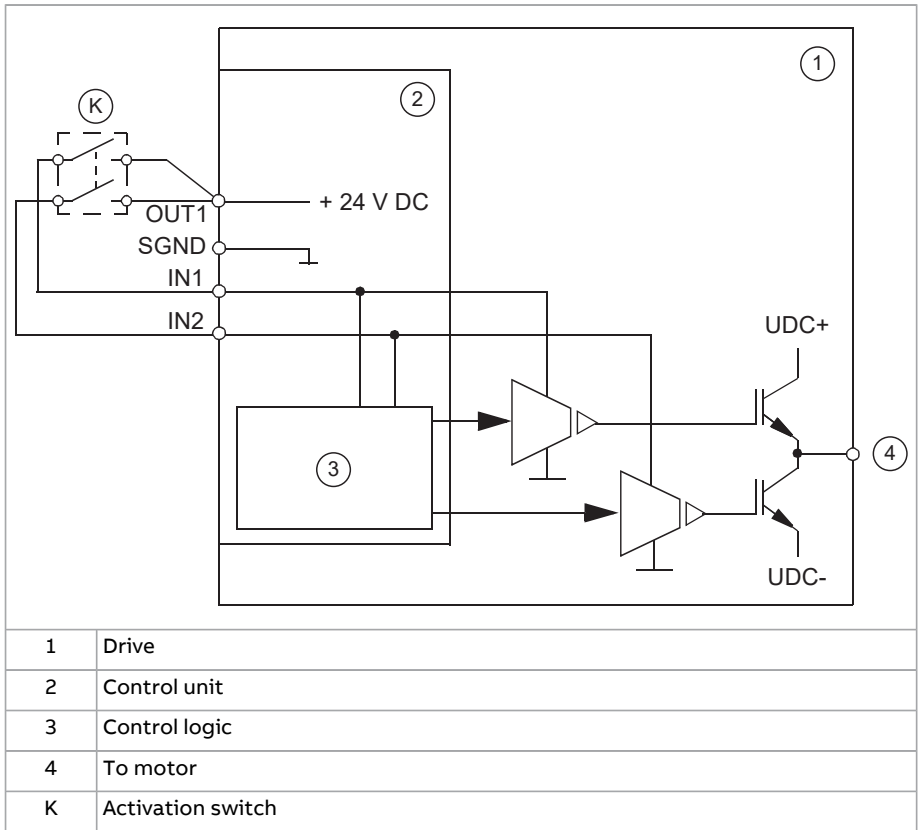 1
2
K
+ 24 V DC
OUT1
SGND
IN1
IN2
UDC+
3
4
UDC-
1 Drive
2 Control unit
3 Control logic
4 To motor
K Activation switch